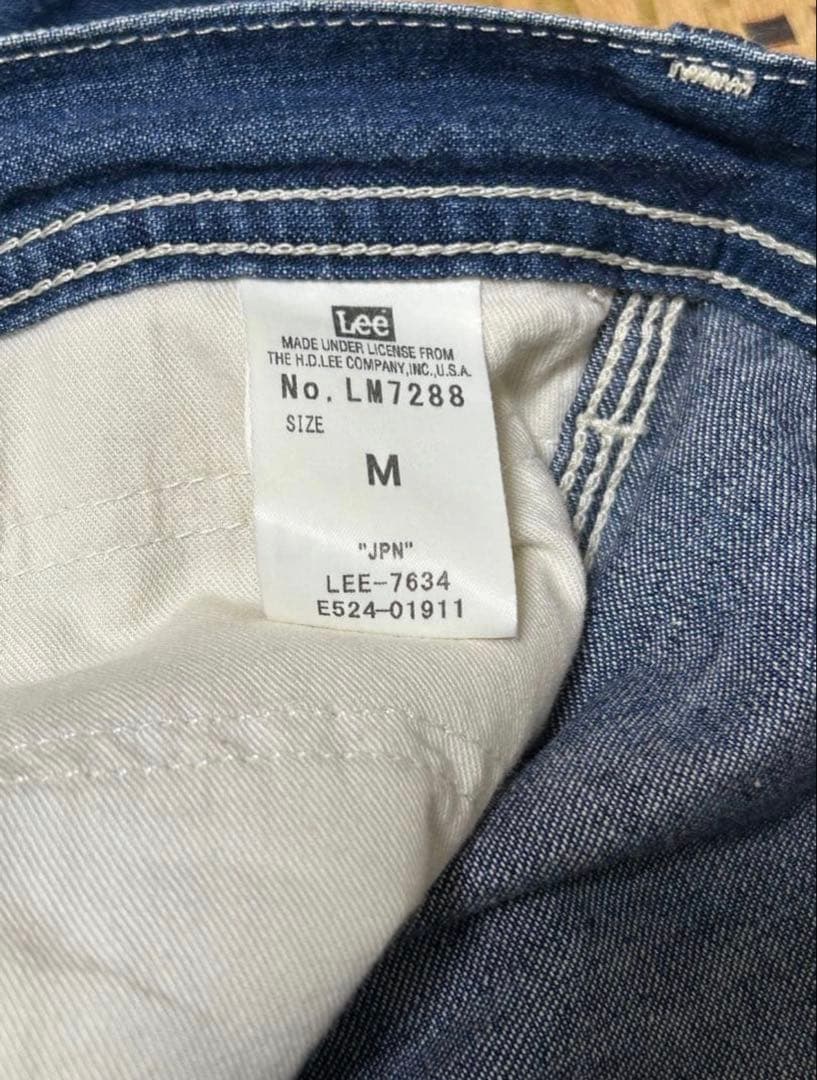 Lee
MADE UNDER LICENSE FROM
THE H.D.LEE COMPANY,INC.,U.S.A.
No. LM7288
SIZE
M
"JPN"
LEE-7634
E524-01911